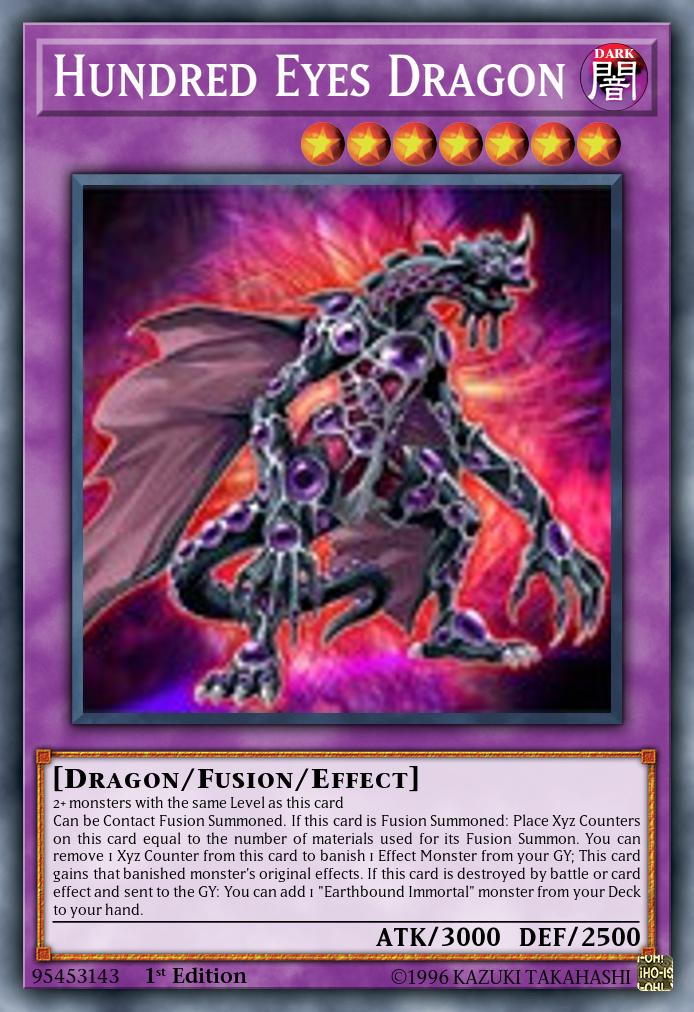 HUNDRED EYES DRAGON
DARK
闇
[DRAGON/FUSION/EFFECT]
2+ monsters with the same Level as this card
Can be Contact Fusion Summoned. If this card is Fusion Summoned: Place Xyz Counters
on this card equal to the number of materials used for its Fusion Summon. You can
remove 1 Xyz Counter from this card to banish 1 Effect Monster from your GY; This card
gains that banished monster's original effects. If this card is destroyed by battle or card
effect and sent to the GY: You can add 1 "Earthbound Immortal" monster from your Deck
to your hand.
ATK/3000 DEF/2500
95453143 1st Edition ©1996 KAZUKI TAKAHASHI